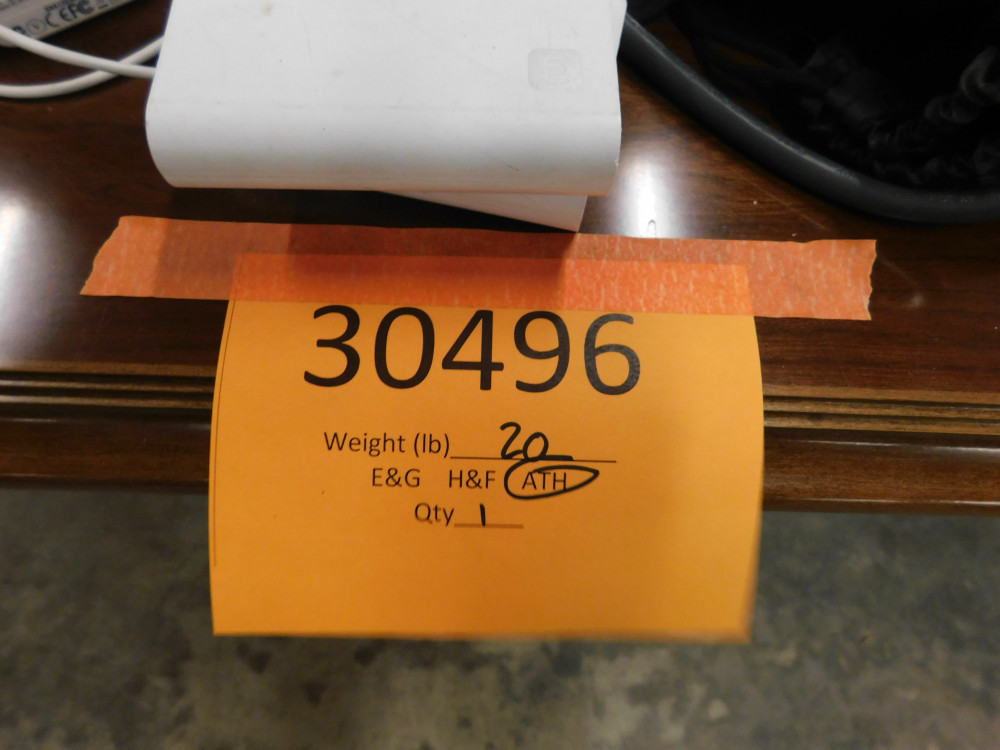 30496
Weight (lb) 20
E&G H&F ATH
Qty 1